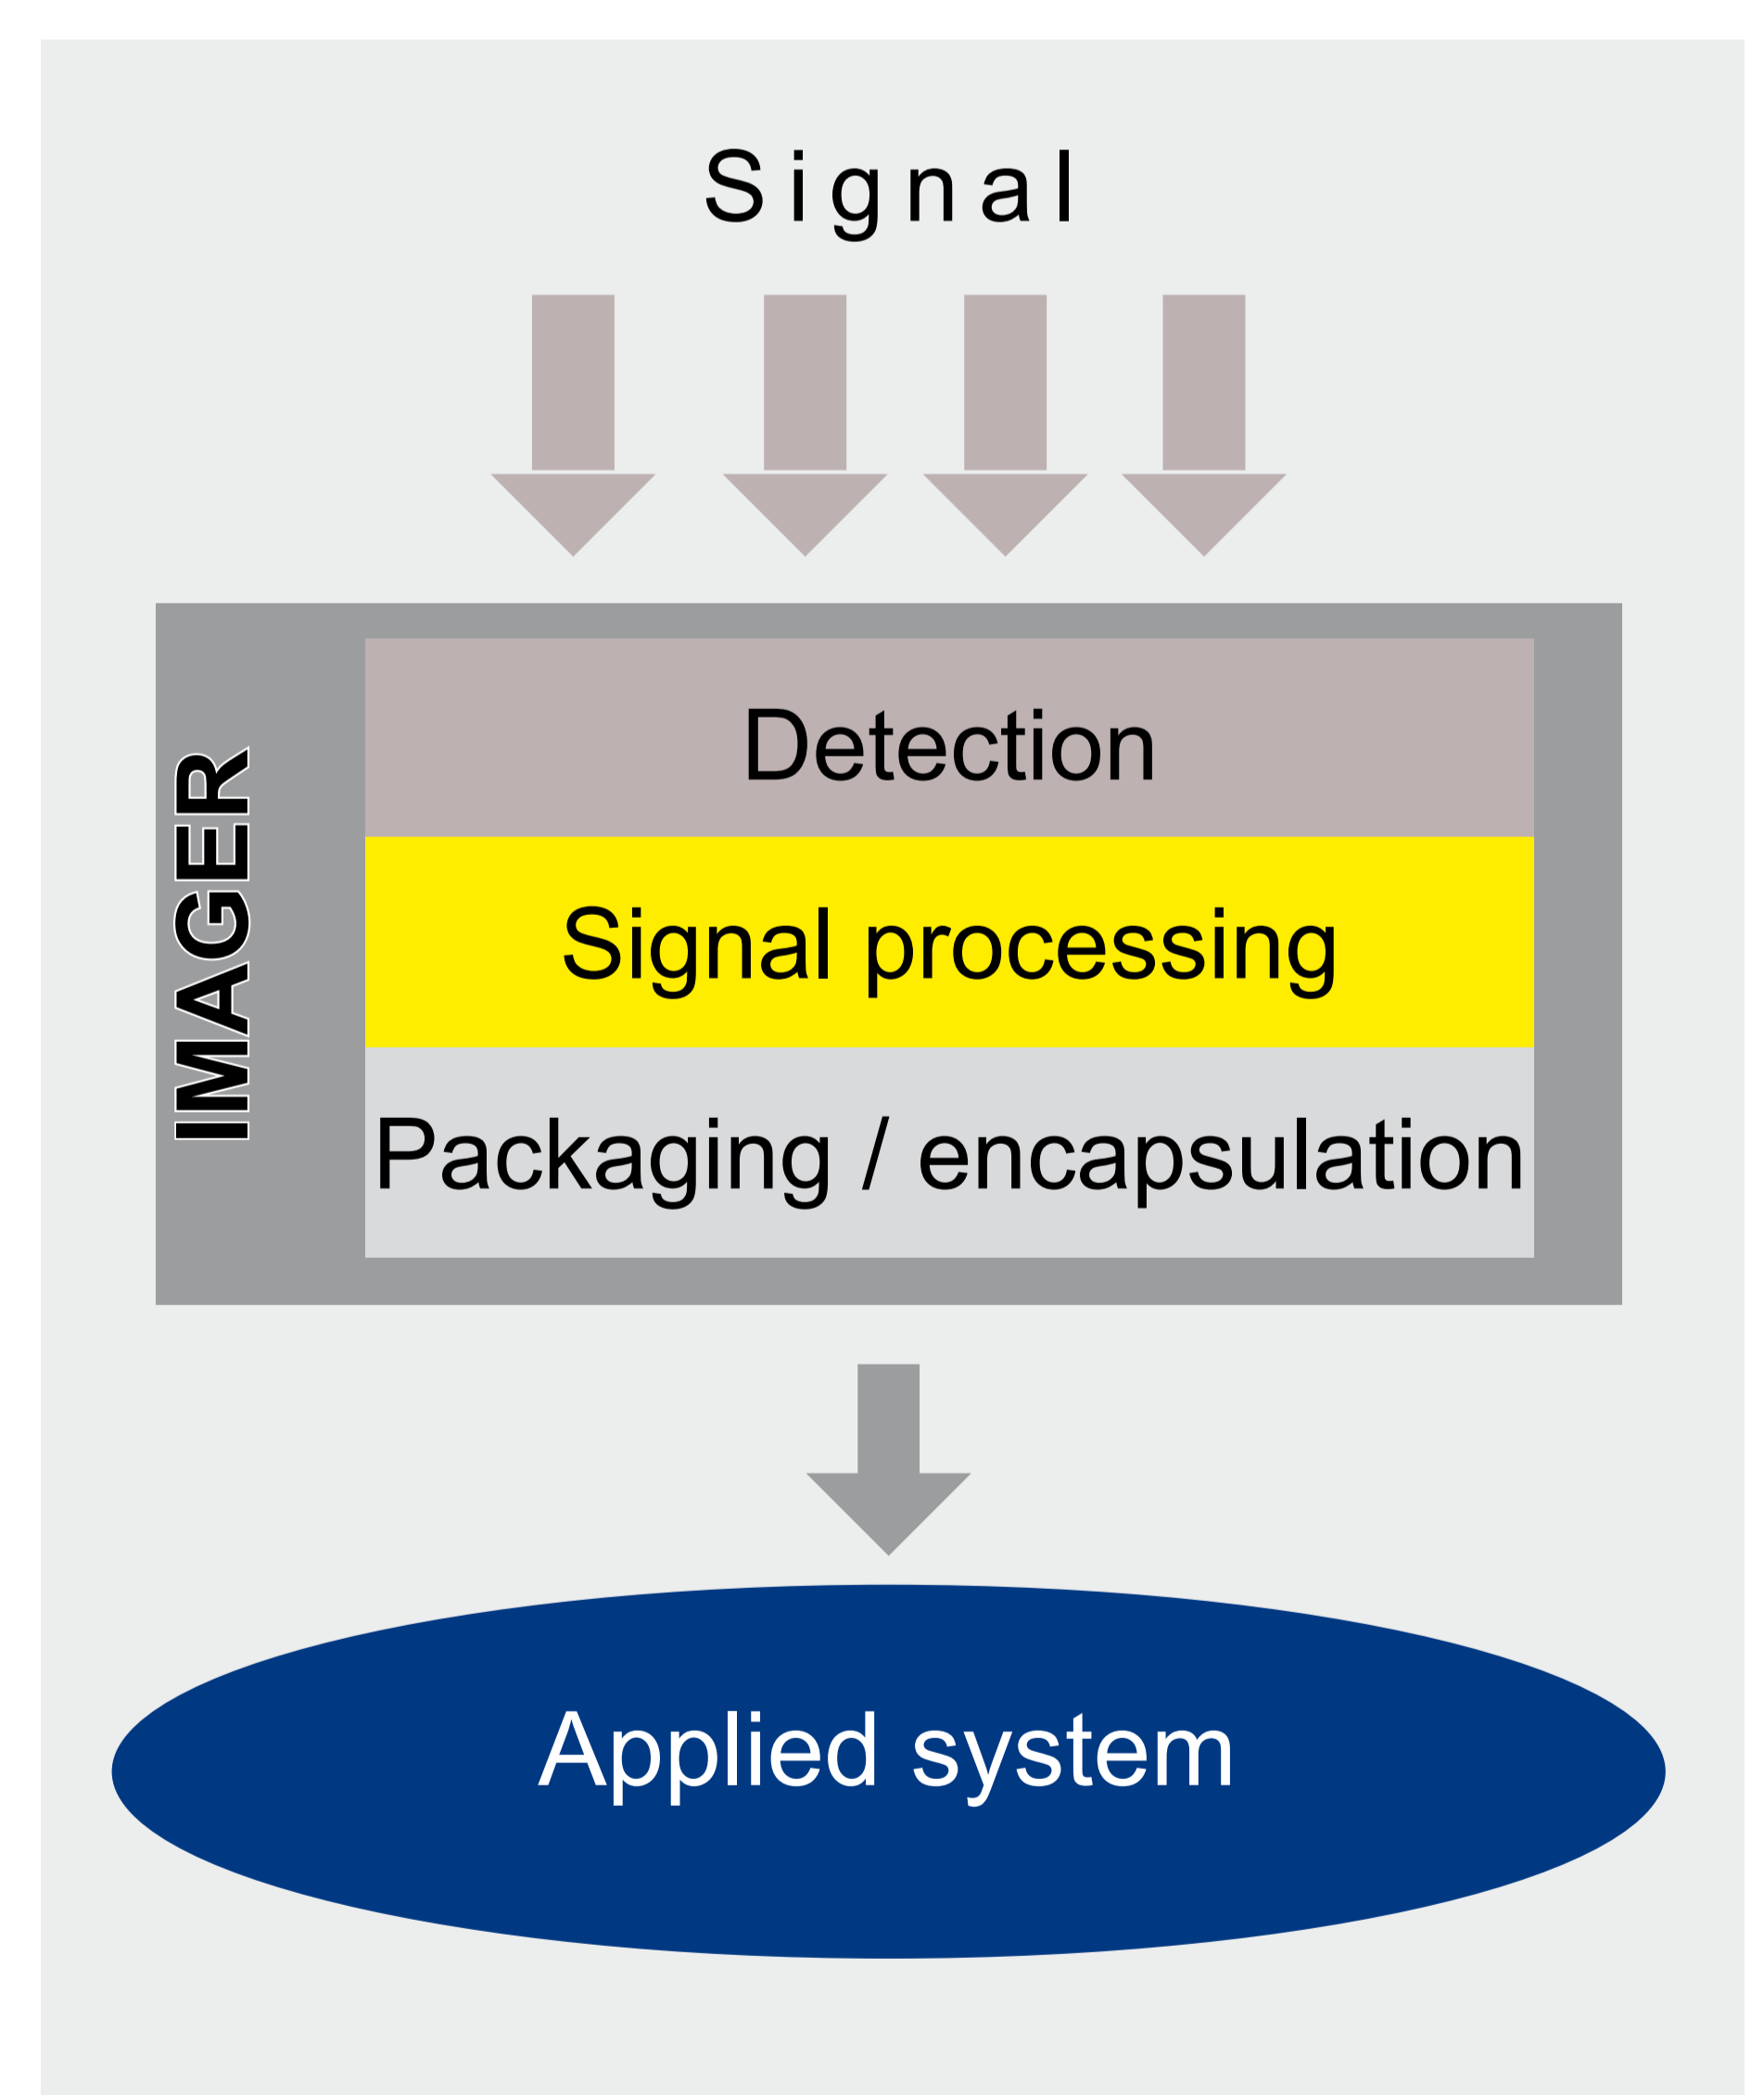 Signal
IMAGER
Detection
Signal processing
Packaging / encapsulation
Applied system